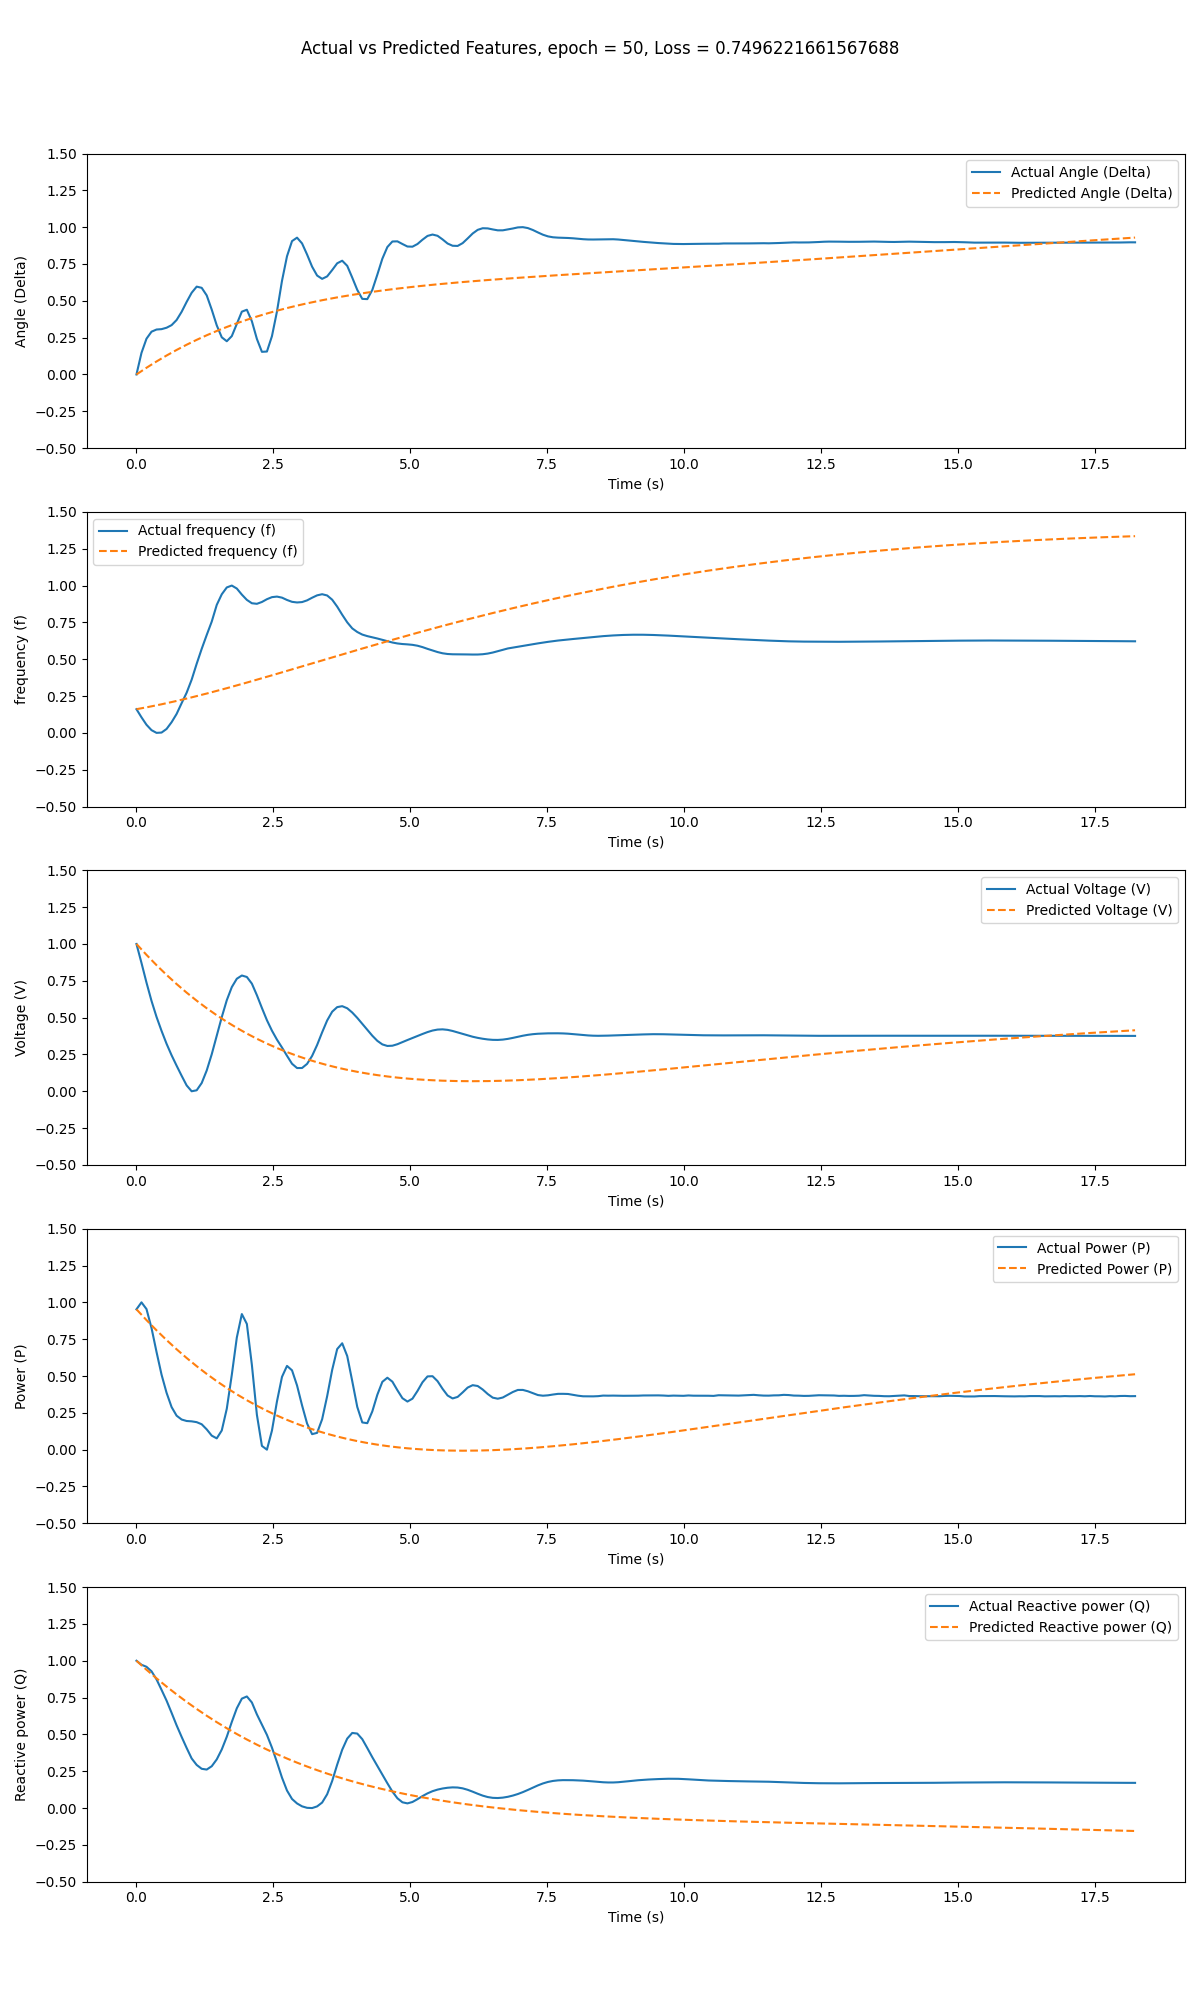 Actual vs Predicted Features, epoch = 50, Loss = 0.7496221661567688
1.50
1.25
1.00
0.75
0.50
0.25
0.00
−0.25
−0.50
Angle (Delta)
Actual Angle (Delta)
Predicted Angle (Delta)
0.0 2.5 5.0 7.5 10.0 12.5 15.0 17.5
Time (s)
1.50
1.25
1.00
0.75
0.50
0.25
0.00
−0.25
−0.50
frequency (f)
Actual frequency (f)
Predicted frequency (f)
0.0 2.5 5.0 7.5 10.0 12.5 15.0 17.5
Time (s)
1.50
1.25
1.00
0.75
0.50
0.25
0.00
−0.25
−0.50
Voltage (V)
Actual Voltage (V)
Predicted Voltage (V)
0.0 2.5 5.0 7.5 10.0 12.5 15.0 17.5
Time (s)
1.50
1.25
1.00
0.75
0.50
0.25
0.00
−0.25
−0.50
Power (P)
Actual Power (P)
Predicted Power (P)
0.0 2.5 5.0 7.5 10.0 12.5 15.0 17.5
Time (s)
1.50
1.25
1.00
0.75
0.50
0.25
0.00
−0.25
−0.50
Reactive power (Q)
Actual Reactive power (Q)
Predicted Reactive power (Q)
0.0 2.5 5.0 7.5 10.0 12.5 15.0 17.5
Time (s)